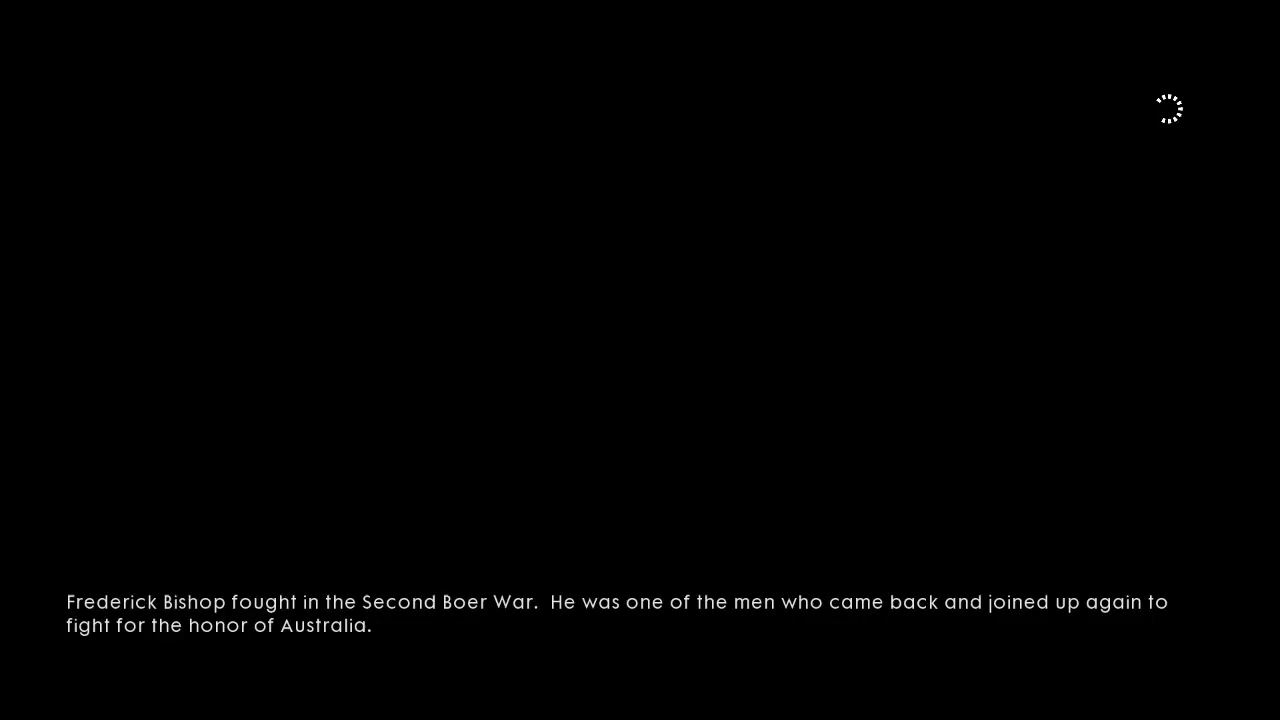 Frederick Bishop fought in the Second Boer War.  He was one of the men who came back and joined up again to
fight for the honor of Australia.